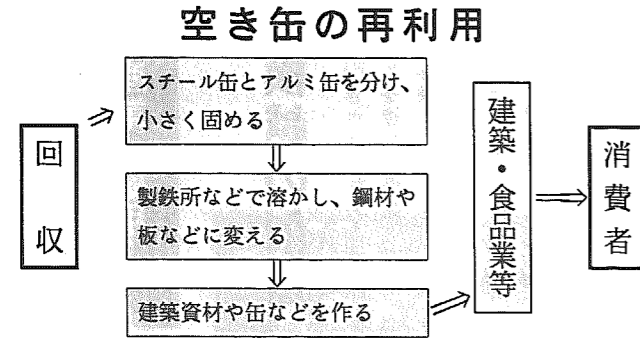 空き缶の再利用
回収
スチール缶とアルミ缶を分け、
小さく固める
製鉄所などで溶かし、鋼材や
板などに変える
建築資材や缶などを作る
建築・食品業等
消費者